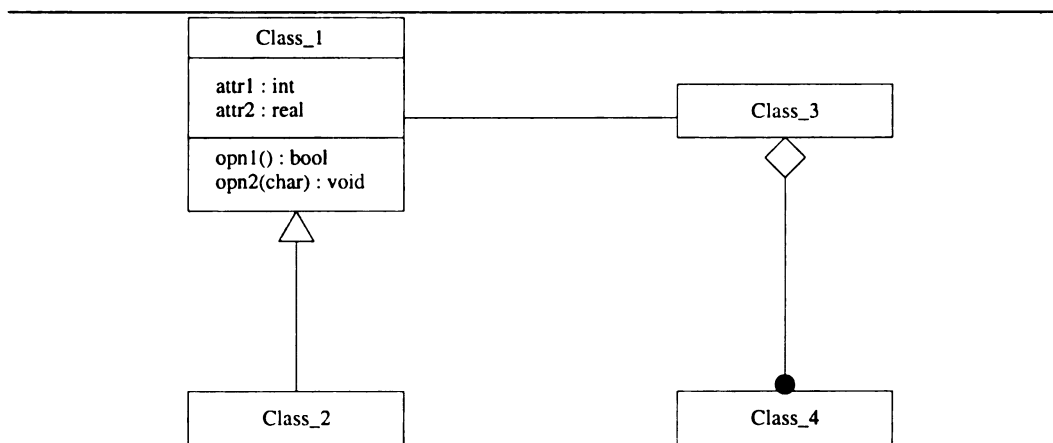 Class_1
attr1 : int
attr2 : real
opn1() : bool
opn2(char) : void
Class_3
Class_2
Class_4